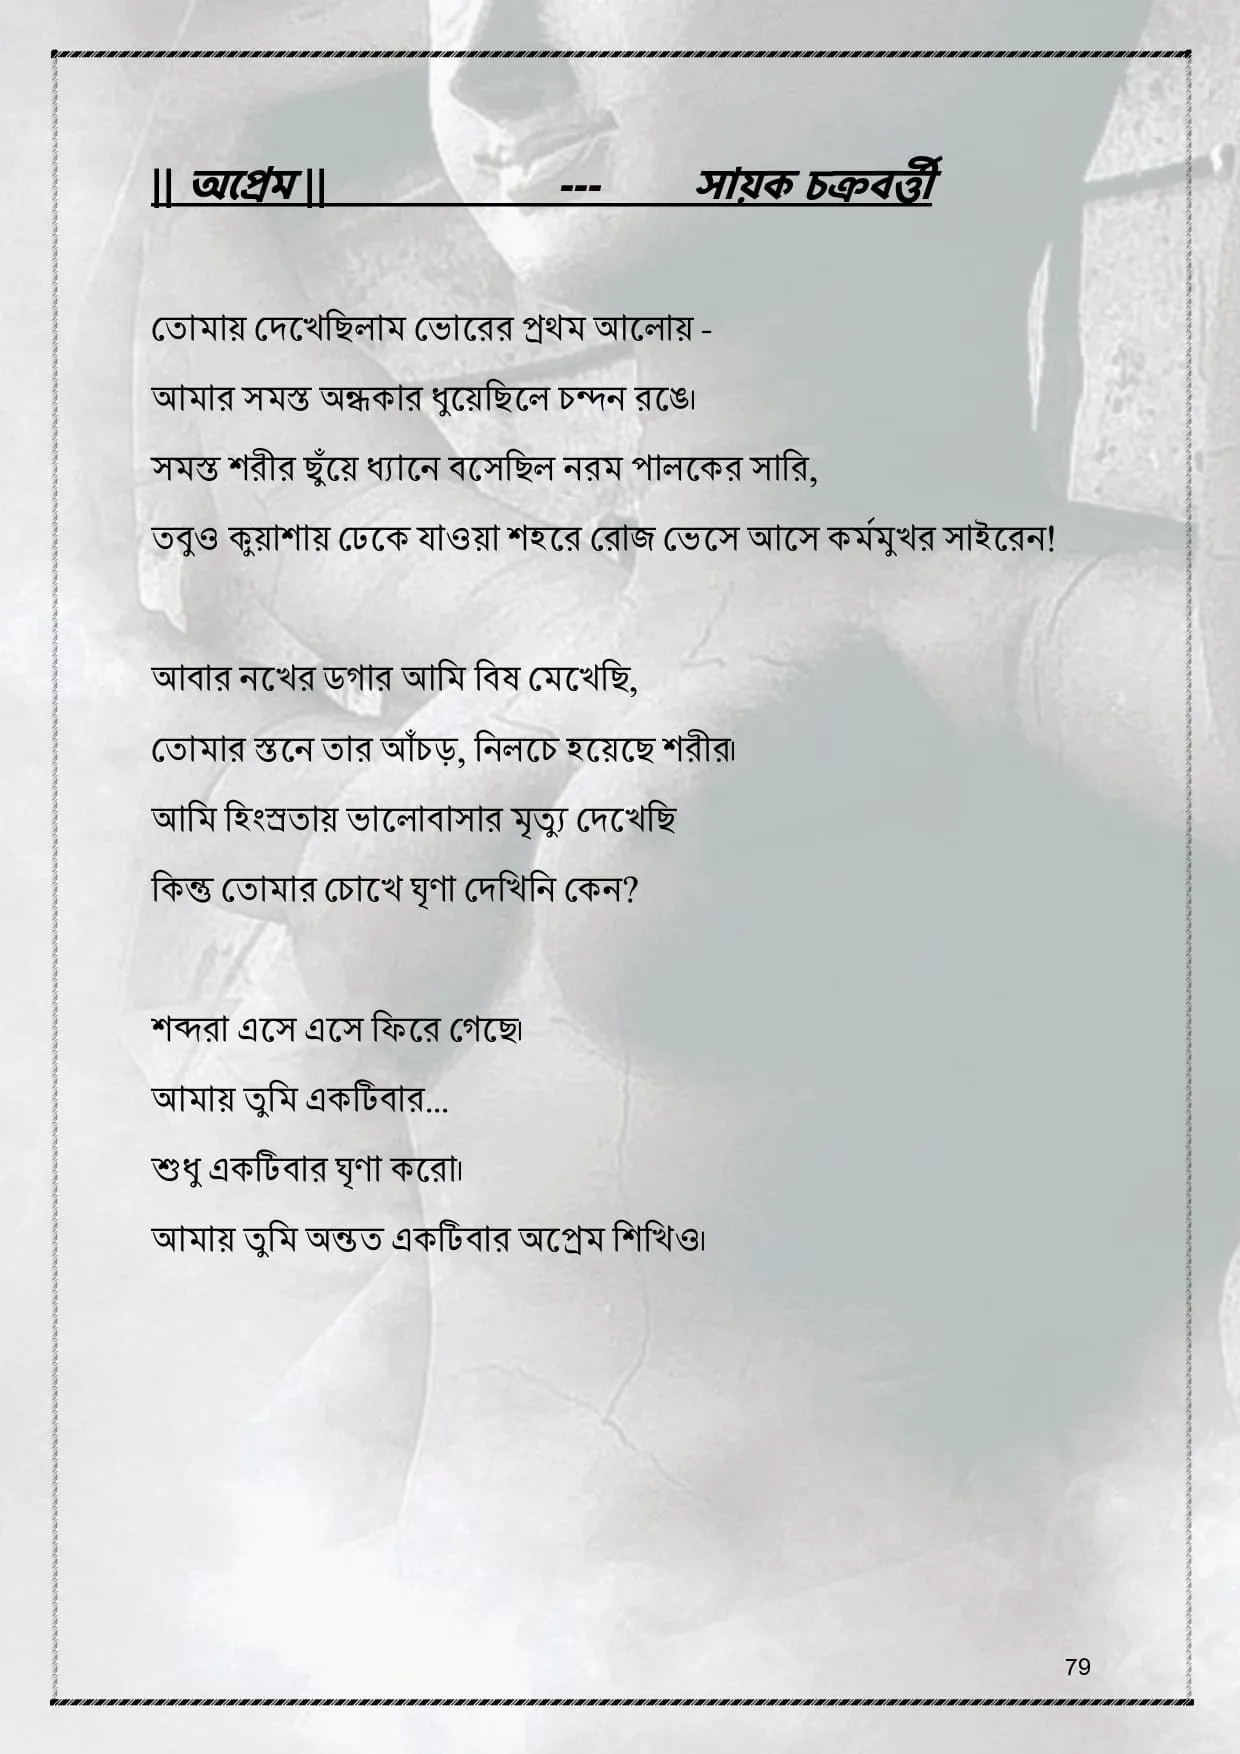 || অপ্রেম || --- সায়ক চক্রবর্ত্তী
তোমায় দেখেছিলাম ভোরের প্রথম আলোয় -
আমার সমস্ত অন্ধকার ধুয়েছিলে চন্দন রঙে।
সমস্ত শরীর ছুঁয়ে ধ্যানে বসেছিল নরম পালকের সারি,
তবুও কুয়াশায় ঢেকে যাওয়া শহরে রোজ ভেসে আসে কর্মমুখর সাইরেন!
আবার নখের ডগার আমি বিষ মেখেছি,
তোমার স্তনে তার আঁচড়, নিলচে হয়েছে শরীর।
আমি হিংস্রতায় ভালোবাসার মৃত্যু দেখেছি
কিন্তু তোমার চোখে ঘৃণা দেখিনি কেন?
শব্দরা এসে এসে ফিরে গেছে।
আমায় তুমি একটিবার...
শুধু একটিবার ঘৃণা করো।
আমায় তুমি অন্তত একটিবার অপ্রেম শিখিও।
79